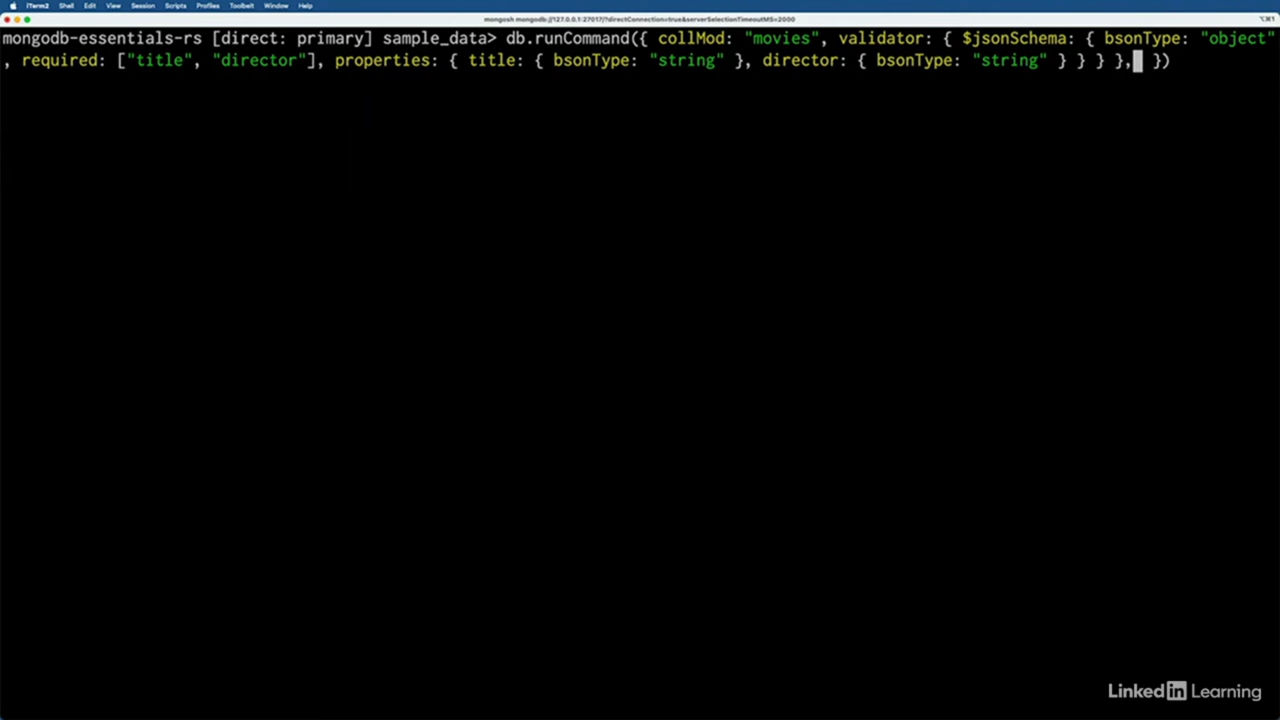 iTerm2 Shell Edit View Session Scripts Profiles Toolbelt Window Help
mongosh mongodb://127.0.0.1:27017/?directConnection=true&serverSelectionTimeoutMS=2000
⌥⌘1
mongodb-essentials-rs [direct: primary] sample_data> db.runCommand({ collMod: "movies", validator: { $jsonSchema: { bsonType: "object"
, required: ["title", "director"], properties: { title: { bsonType: "string" }, director: { bsonType: "string" } } } }, })
LinkedIn Learning